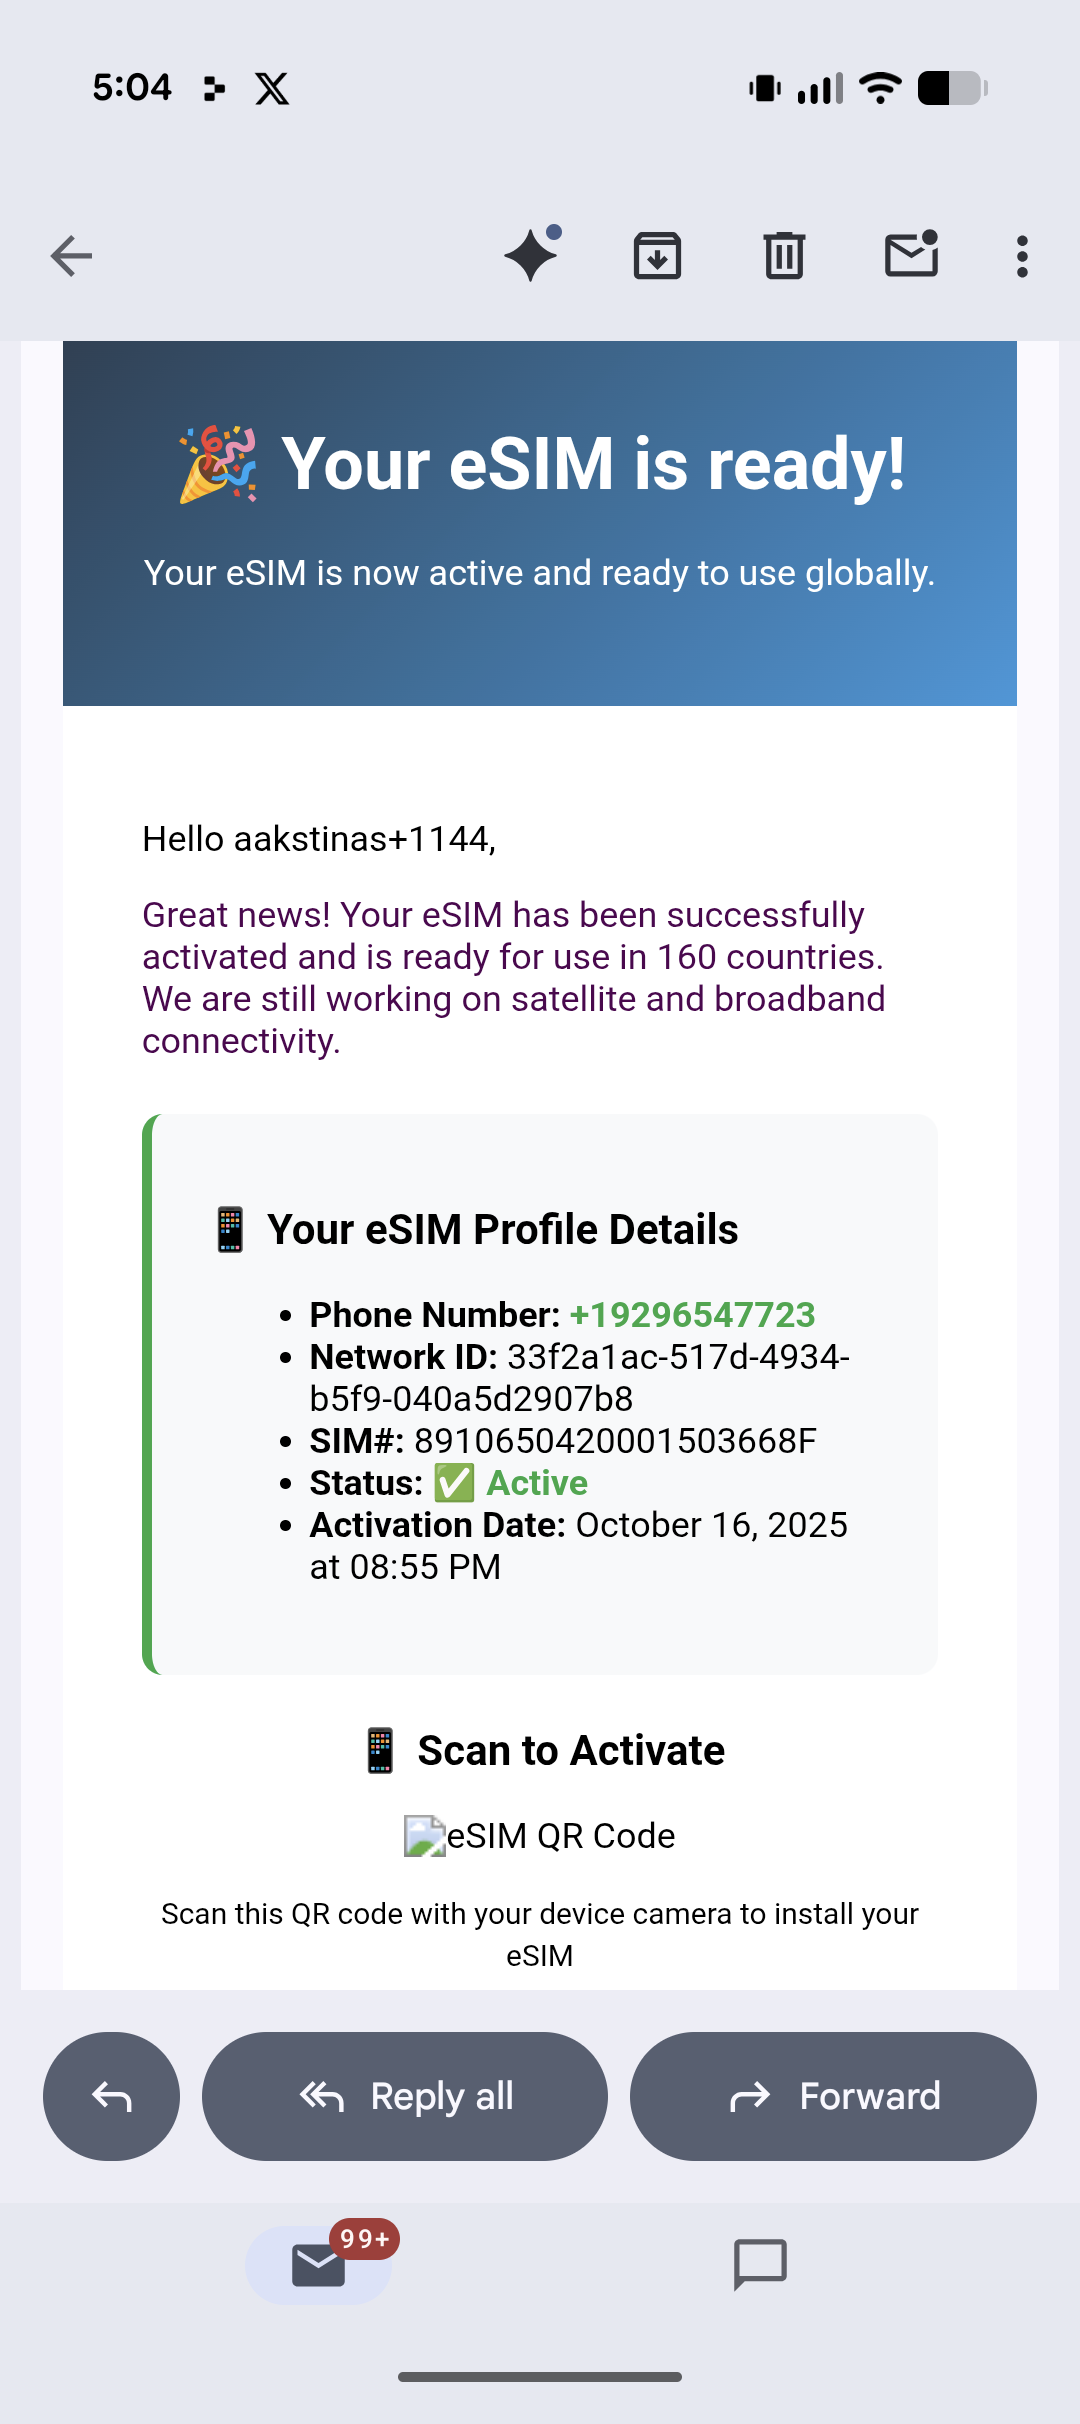 5:04
🎉 Your eSIM is ready!
Your eSIM is now active and ready to use globally.
Hello aakstinas+1144,
Great news! Your eSIM has been successfully
activated and is ready for use in 160 countries.
We are still working on satellite and broadband
connectivity.
📱 Your eSIM Profile Details
• Phone Number: +19296547723
• Network ID: 33f2a1ac-517d-4934-
b5f9-040a5d2907b8
• SIM#: 8910650420001503668F
• Status: ✅ Active
• Activation Date: October 16, 2025
at 08:55 PM
📱 Scan to Activate
eSIM QR Code
Scan this QR code with your device camera to install your
eSIM
Reply all
Forward
99+